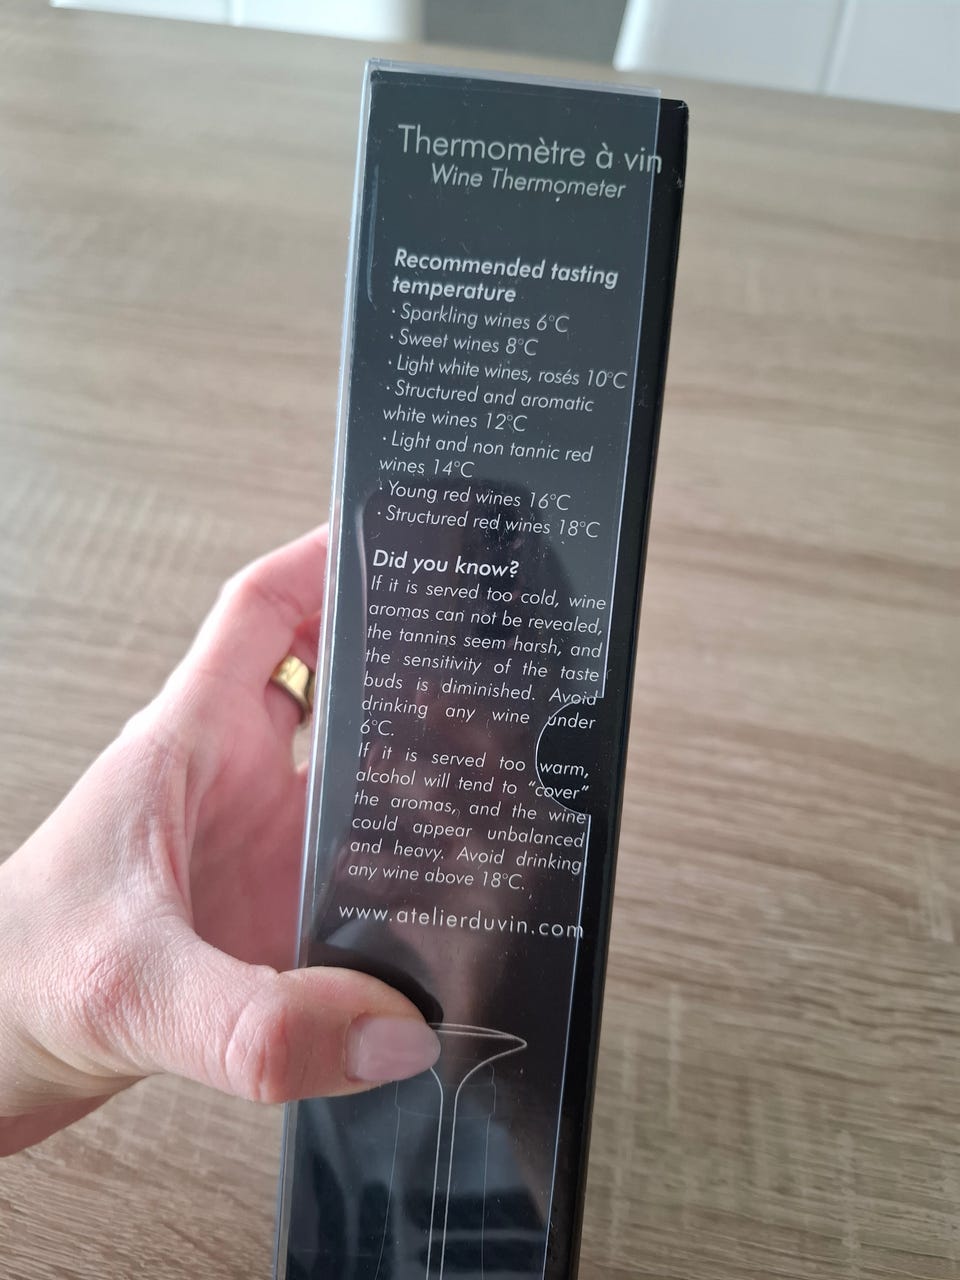 Thermomètre à vin
Wine Thermometer
Recommended tasting
temperature
· Sparkling wines 6°C
· Sweet wines 8°C
· Light white wines, rosés 10°C
· Structured and aromatic
white wines 12°C
· Light and non tannic red
wines 14°C
· Young red wines 16°C
· Structured red wines 18°C
Did you know?
If it is served too cold, wine
aromas can not be revealed,
the tannins seem harsh, and
the sensitivity of the taste
buds is diminished. Avoid
drinking any wine under
6°C.
If it is served too warm,
alcohol will tend to “cover”
the aromas, and the wine
could appear unbalanced
and heavy. Avoid drinking
any wine above 18°C.
www.atelierduvin.com